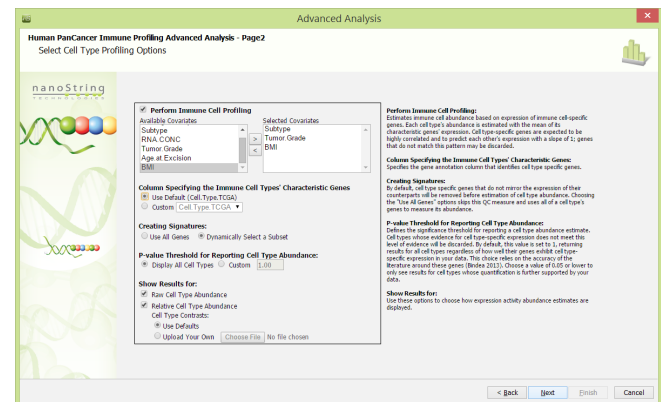 Advanced Analysis
Human PanCancer Immune Profiling Advanced Analysis - Page2
Select Cell Type Profiling Options
nanoString
TECHNOLOGIES
Perform Immune Cell Profiling
Available Covariates
Selected Covariates
Subtype
RNA.CONC
Tumor.Grade
Age.at.Excision
BMI
>
<
Subtype
Tumor.Grade
BMI
Column Specifying the Immune Cell Types' Characteristic Genes
Use Default (Cell.Type.TCGA)
Custom Cell Type TCGA
Creating Signatures:
Use All Genes Dynamically Select a Subset
P-value Threshold for Reporting Cell Type Abundance:
Display All Cell Types Custom 1.00
Show Results for:
Raw Cell Type Abundance
Relative Cell Type Abundance
Cell Type Contrasts:
Use Defaults
Upload Your Own Choose File No file chosen
Perform Immune Cell Profiling:
Estimates immune cell abundance based on expression of immune cell-specific
genes. Each cell type's abundance is estimated with the mean of its
characteristic genes' expression. Cell type-specific genes are expected to be
highly correlated and to predict each other's expression with a slope of 1; genes
that do not match this pattern may be discarded.
Column Specifying the Immune Cell Types' Characteristic Genes:
Specifies the gene annotation column that identifies cell type specific genes.
Creating Signatures:
By default, cell type specific genes that do not mirror the expression of their
counterparts will be removed before estimation of cell type abundance. Choosing
the "Use All Genes" options skips this QC measure and uses all of a cell type's
genes to measure its abundance.
P-value Threshold for Reporting Cell Type Abundance:
Defines the significance threshold for reporting a cell type abundance estimate.
Cell types whose evidence for cell type-specific expression does not meet this
level of evidence will be discarded. By default, this value is set to 1, returning
results for all cell types regardless of how well their genes exhibit cell type-
specific expression in your data. This choice relies on the accuracy of the
literature around these genes (Bindea 2013). Choose a value of 0.05 or lower to
only see results for cell types whose quantification is further supported by your
data.
Show Results for:
Use these options to choose how expression activity abundance estimates are
displayed.
< Back Next Finish Cancel